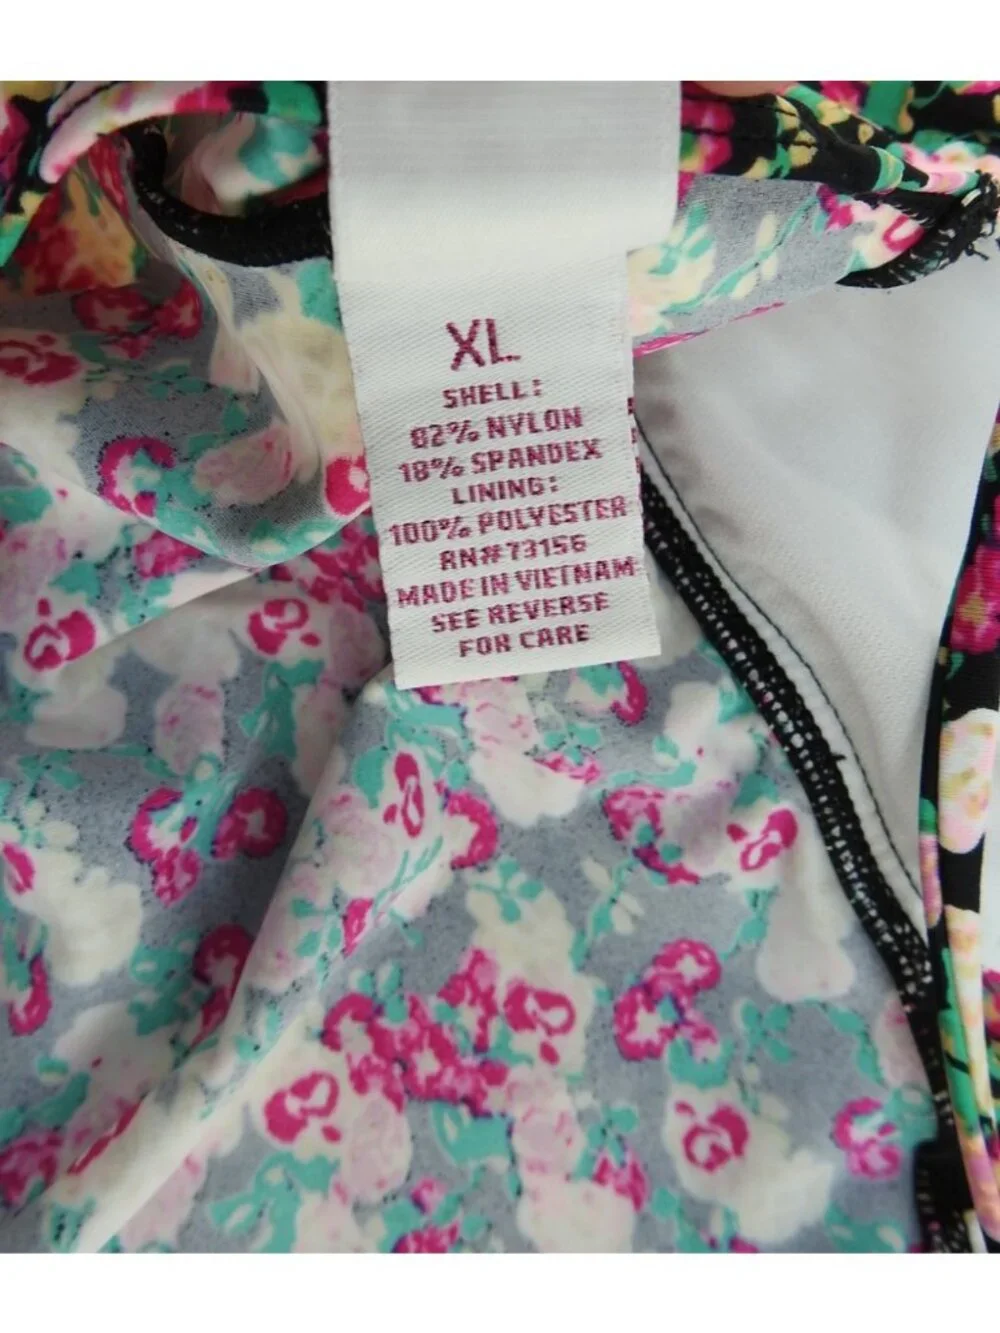 XL
SHELL:
82% NYLON
18% SPANDEX
LINING:
100% POLYESTER
RN#73156
MADE IN VIETNAM
SEE REVERSE
FOR CARE